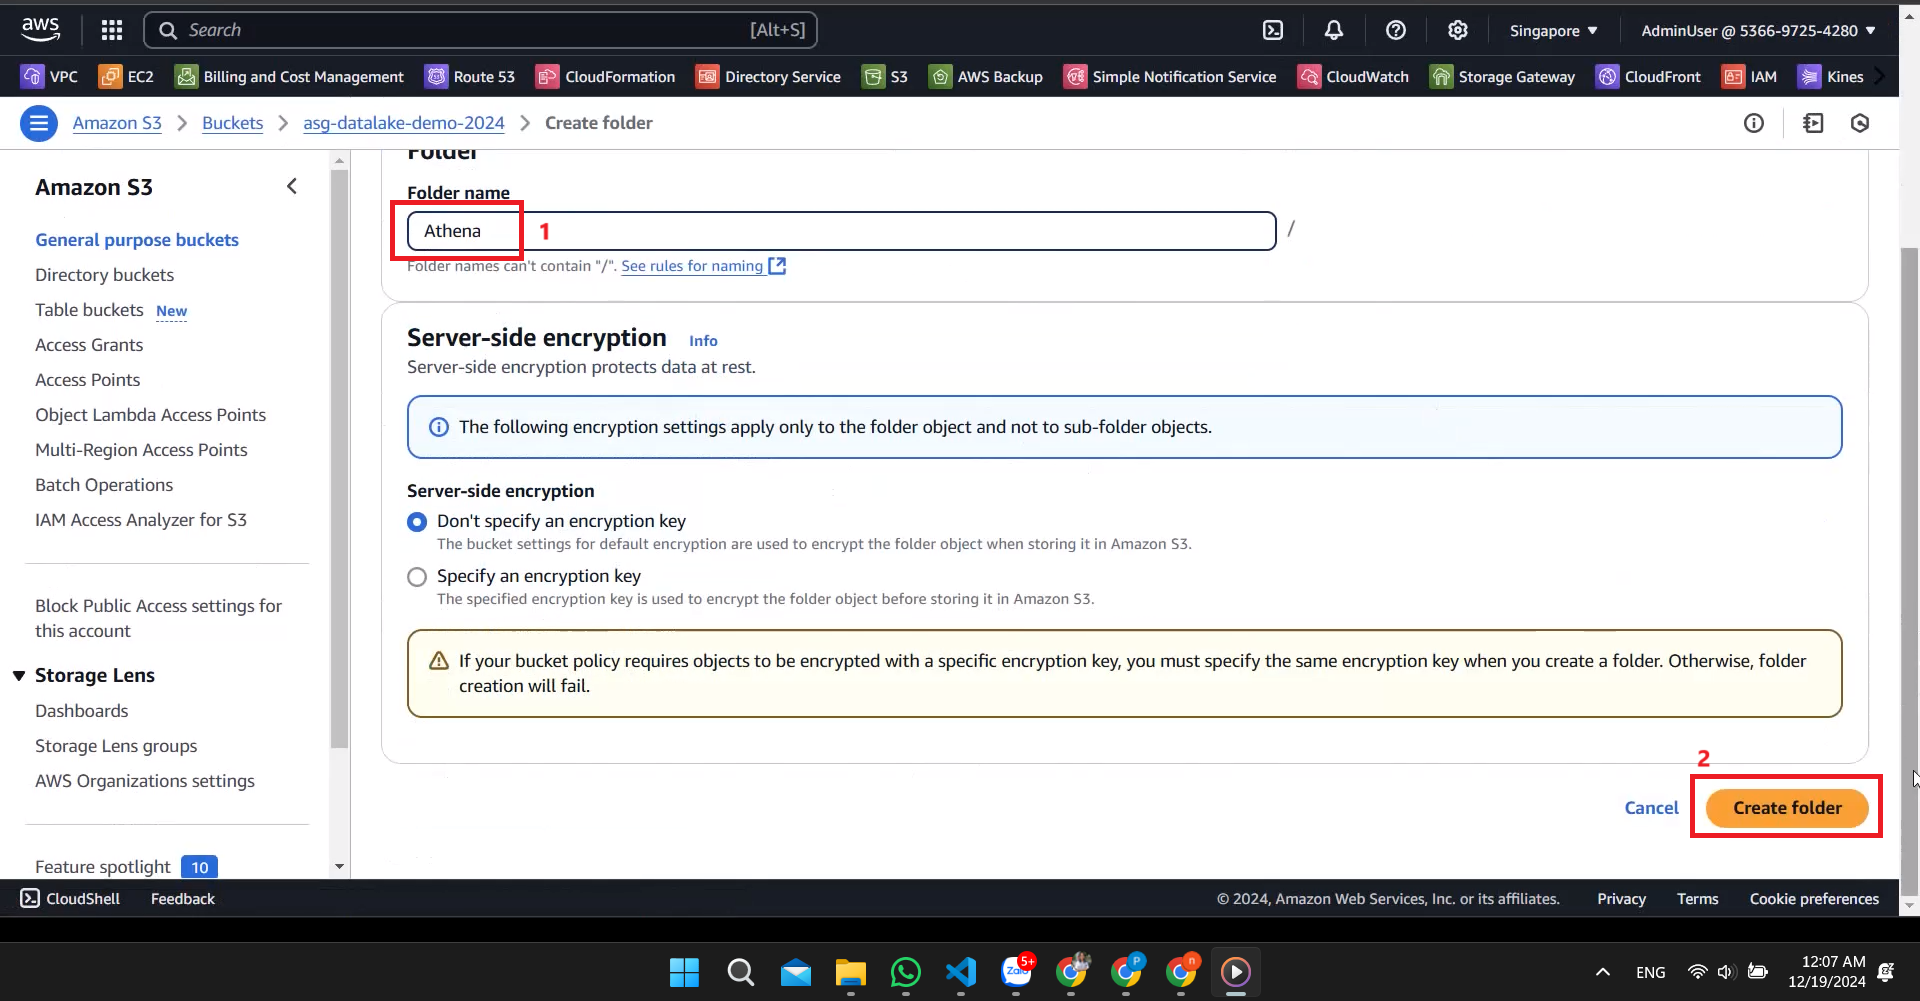 aws
Search
[Alt+S]
Singapore
AdminUser @ 5366-9725-4280
VPC
EC2
Billing and Cost Management
Route 53
CloudFormation
Directory Service
S3
AWS Backup
Simple Notification Service
CloudWatch
Storage Gateway
CloudFront
IAM
Kines
Amazon S3
Buckets
asg-datalake-demo-2024
Create folder
Amazon S3
General purpose buckets
Directory buckets
Table buckets New
Access Grants
Access Points
Object Lambda Access Points
Multi-Region Access Points
Batch Operations
IAM Access Analyzer for S3
Block Public Access settings for
this account
Storage Lens
Dashboards
Storage Lens groups
AWS Organizations settings
Feature spotlight 10
Folder
Folder name
Athena
1
/
Folder names can't contain "/". See rules for naming
Server-side encryption Info
Server-side encryption protects data at rest.
The following encryption settings apply only to the folder object and not to sub-folder objects.
Server-side encryption
Don't specify an encryption key
The bucket settings for default encryption are used to encrypt the folder object when storing it in Amazon S3.
Specify an encryption key
The specified encryption key is used to encrypt the folder object before storing it in Amazon S3.
If your bucket policy requires objects to be encrypted with a specific encryption key, you must specify the same encryption key when you create a folder. Otherwise, folder
creation will fail.
2
Cancel
Create folder
CloudShell
Feedback
© 2024, Amazon Web Services, Inc. or its affiliates.
Privacy
Terms
Cookie preferences
Zalo
5+
P
n
ENG
12:07 AM
12/19/2024